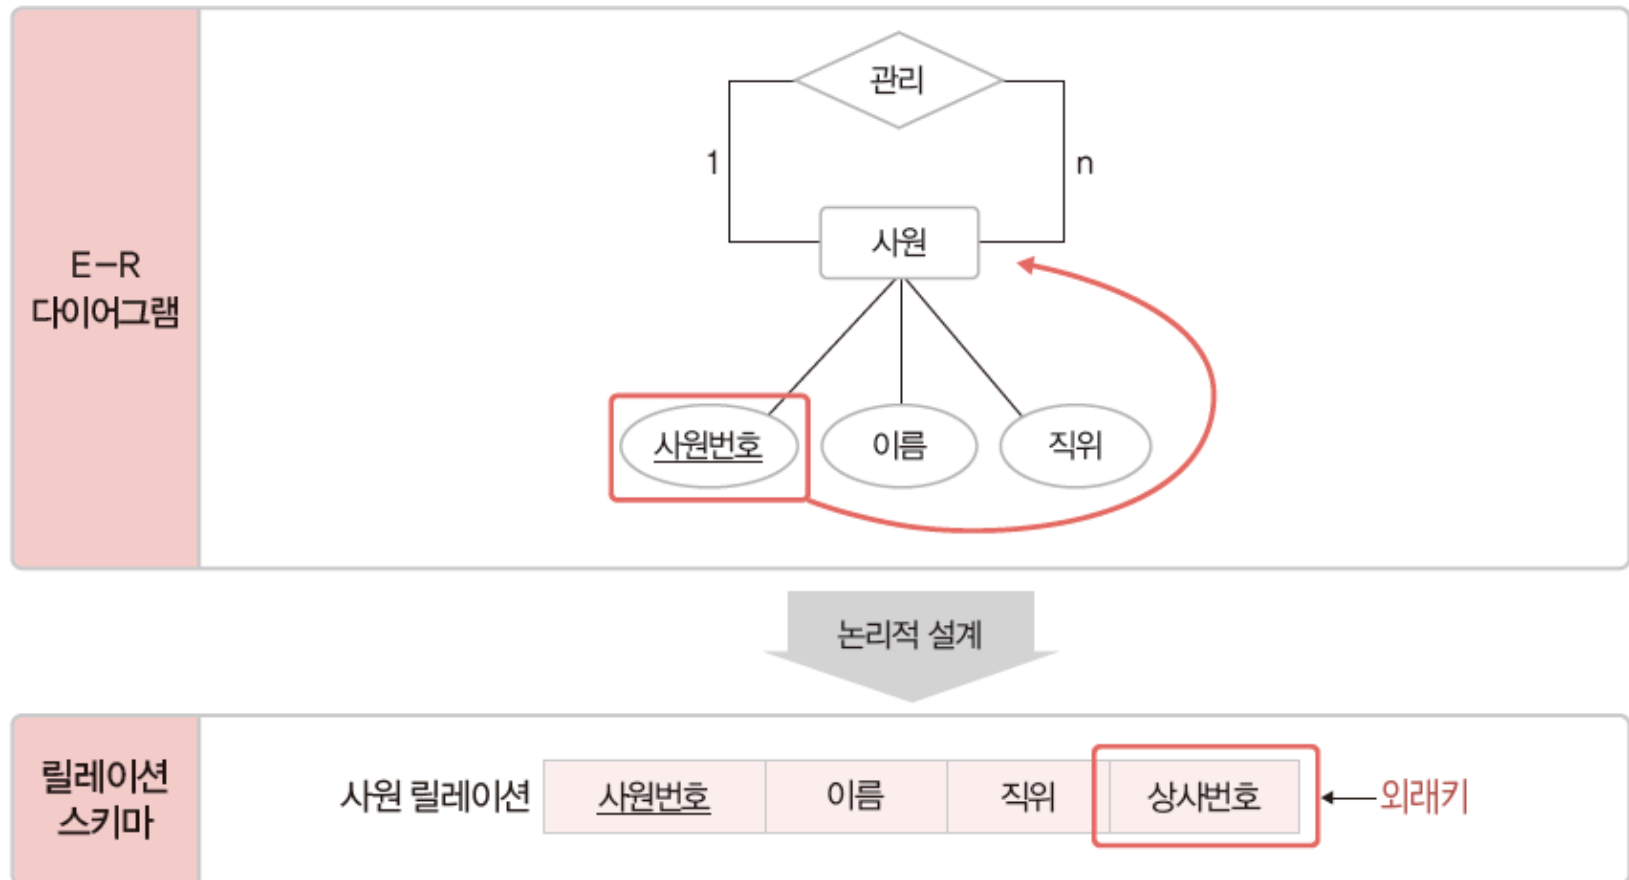 E-R
다이어그램
관리
1
n
사원
사원번호
이름
직위
논리적 설계
릴레이션
스키마
사원 릴레이션
사원번호
이름
직위
상사번호
외래키